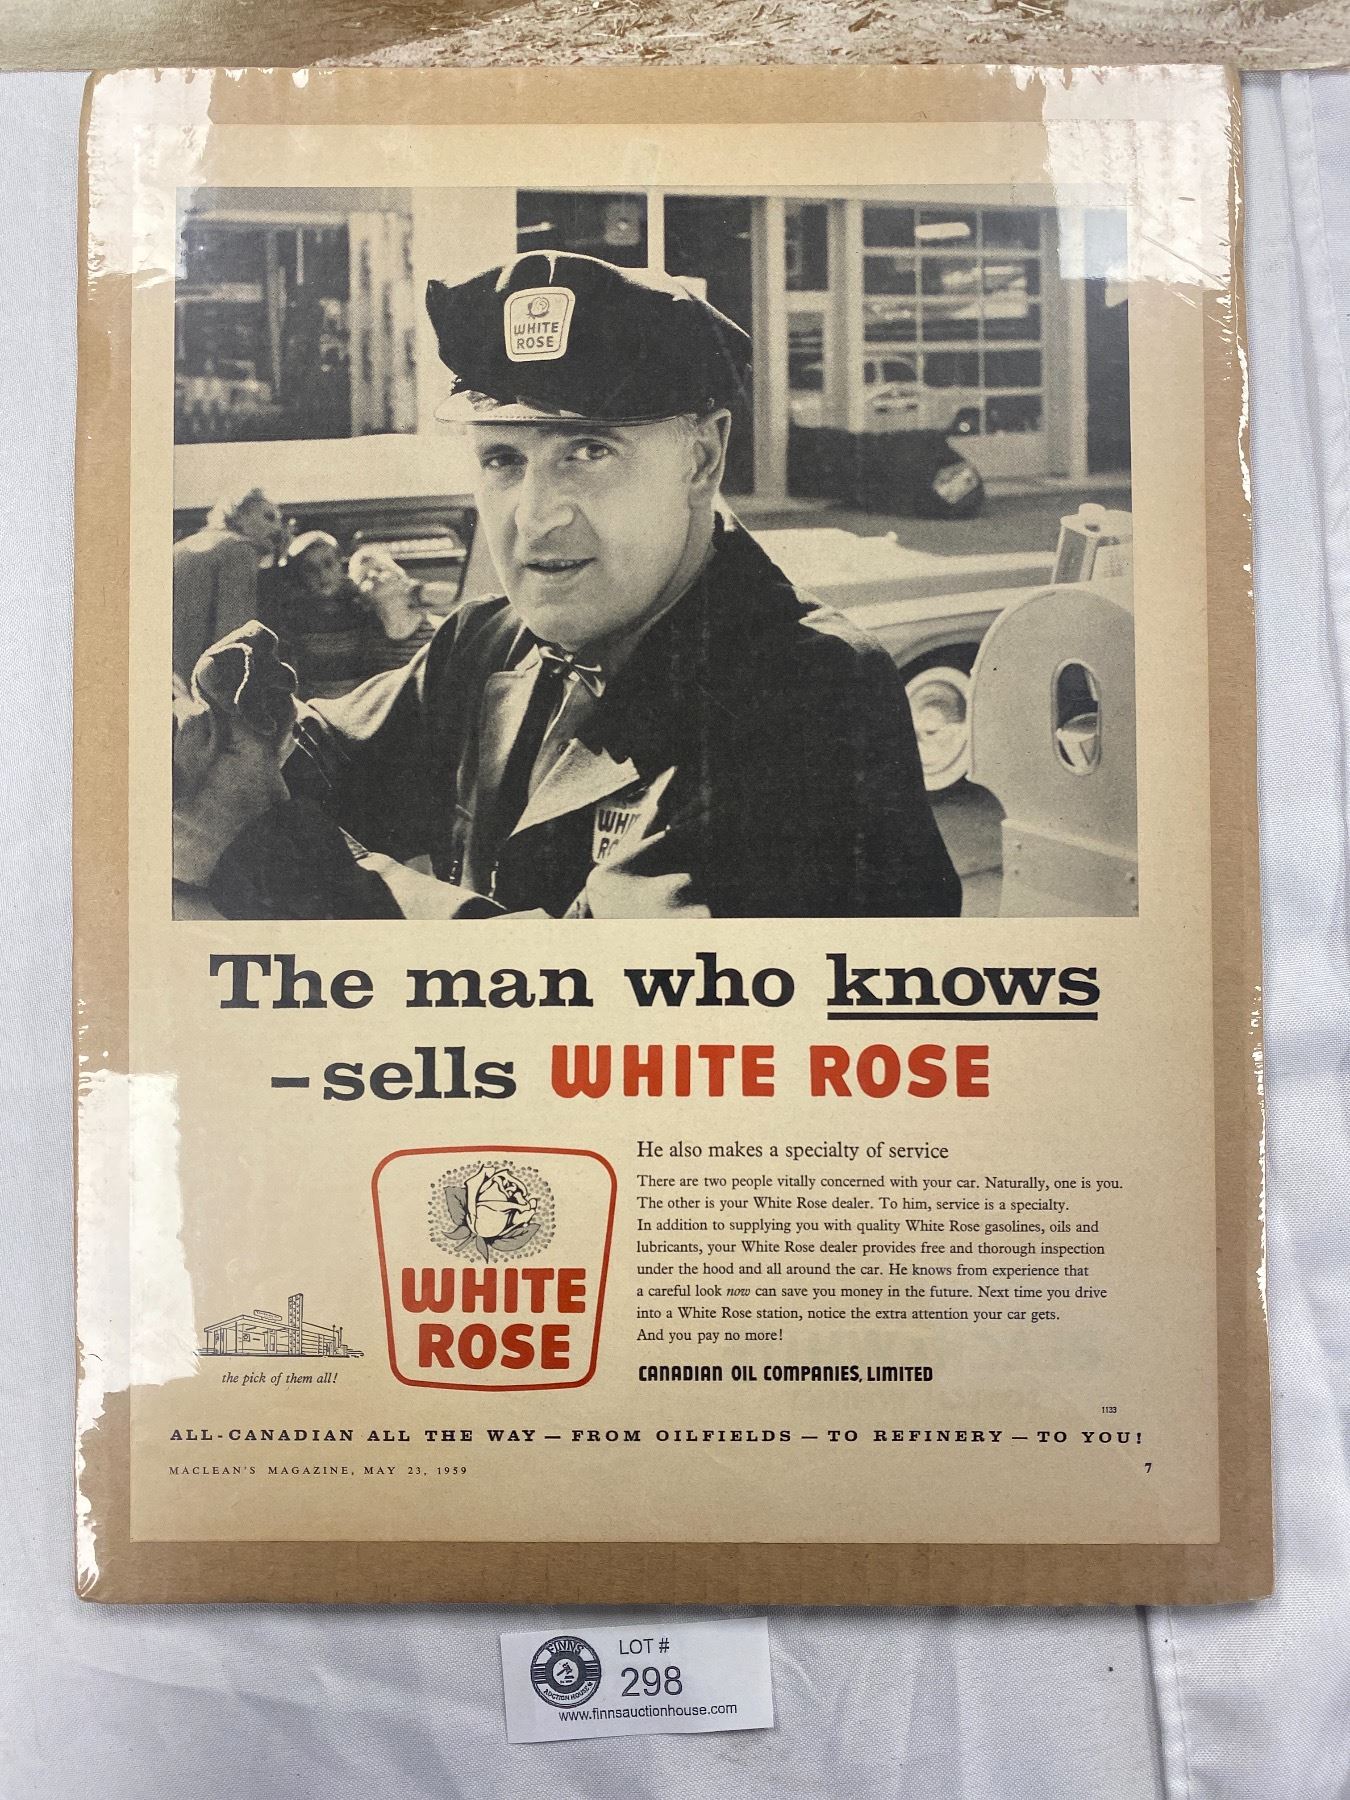 WHITE
ROSE
The man who knows
– sells WHITE ROSE
WHITE
ROSE
He also makes a specialty of service
There are two people vitally concerned with your car. Naturally, one is you.
The other is your White Rose dealer. To him, service is a specialty.
In addition to supplying you with quality White Rose gasolines, oils and
lubricants, your White Rose dealer provides free and thorough inspection
under the hood and all around the car. He knows from experience that
a careful look now can save you money in the future. Next time you drive
into a White Rose station, notice the extra attention your car gets.
And you pay no more!
CANADIAN OIL COMPANIES, LIMITED
the pick of them all!
1133
ALL-CANADIAN ALL THE WAY — FROM OILFIELDS — TO REFINERY — TO YOU!
MACLEAN'S MAGAZINE, MAY 23, 1959
7
FINNS
AUCTION HOUSE
LOT #
298
www.finnsauctionhouse.com